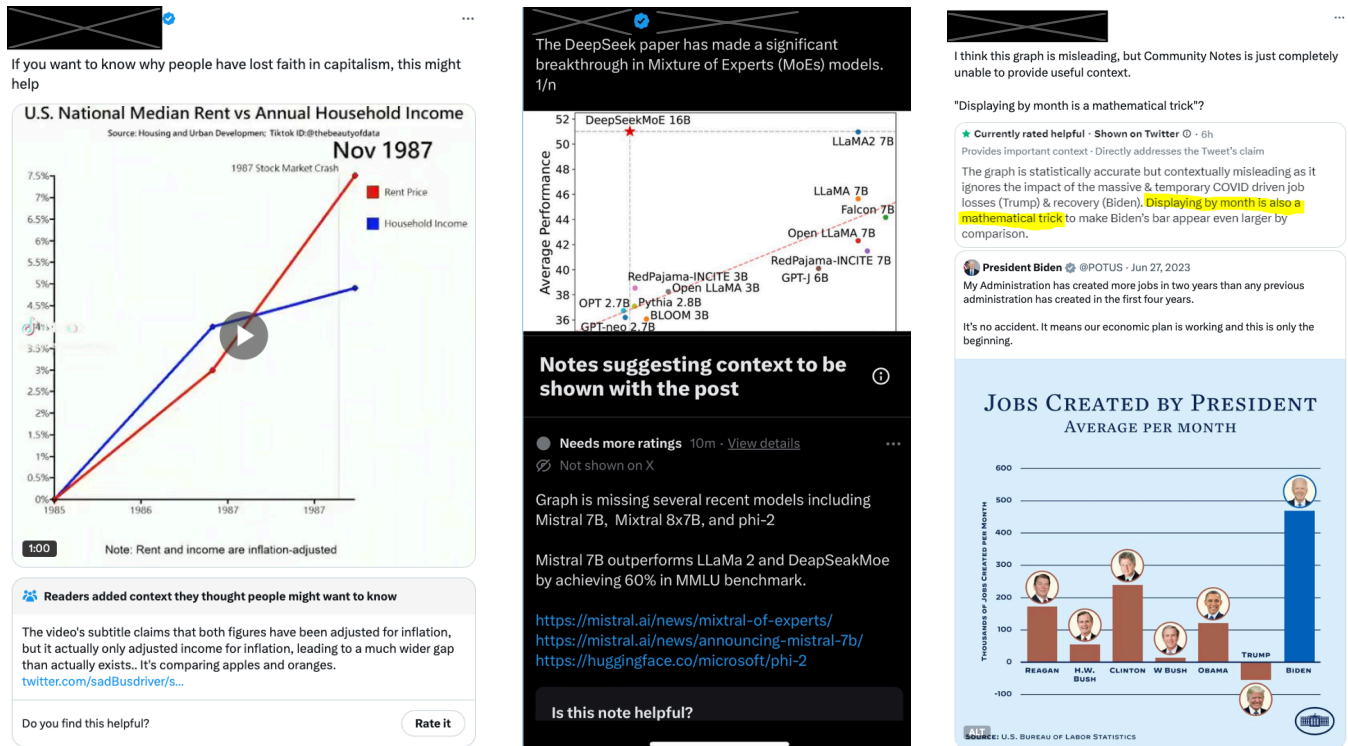 If you want to know why people have lost faith in capitalism, this might
help
U.S. National Median Rent vs Annual Household Income
Source: Housing and Urban Development; Tiktok ID:@thebeautyofdata
Nov 1987
1987 Stock Market Crash
7.5%
7%
6.5%
6%
5.5%
5%
4.5%
4%
3.5%
3%
2.5%
2%
1.5%
1%
0.5%
0%
Rent Price
Household Income
1985
1986
1987
1987
1:00
Note: Rent and income are inflation-adjusted
Readers added context they thought people might want to know
The video's subtitle claims that both figures have been adjusted for inflation,
but it actually only adjusted income for inflation, leading to a much wider gap
than actually exists.. It's comparing apples and oranges.
twitter.com/sadBusdriver/s...
Do you find this helpful?
Rate it
The DeepSeek paper has made a significant
breakthrough in Mixture of Experts (MoEs) models.
1/n
Average Performance
52
50
48
46
44
42
40
38
36
DeepSeekMoE 16B
LLaMA2 7B
LLaMA 7B
Falcon 7B
Open LLaMA 7B
RedPajama-INCITE 7B
GPT-J 6B
RedPajama-INCITE 3B
Open LLaMA 3B
OPT 2.7B
Pythia 2.8B
BLOOM 3B
GPT-neo 2.7B
Notes suggesting context to be
shown with the post
Needs more ratings 10m · View details
Not shown on X
Graph is missing several recent models including
Mistral 7B, Mixtral 8x7B, and phi-2
Mistral 7B outperforms LLaMa 2 and DeapSeakMoe
by achieving 60% in MMLU benchmark.
https://mistral.ai/news/mixtral-of-experts/
https://mistral.ai/news/announcing-mistral-7b/
https://huggingface.co/microsoft/phi-2
Is this note helpful?
I think this graph is misleading, but Community Notes is just completely
unable to provide useful context.
"Displaying by month is a mathematical trick"?
Currently rated helpful · Shown on Twitter · 6h
Provides important context · Directly addresses the Tweet's claim
The graph is statistically accurate but contextually misleading as it
ignores the impact of the massive & temporary COVID driven job
losses (Trump) & recovery (Biden). Displaying by month is also a
mathematical trick to make Biden's bar appear even larger by
comparison.
President Biden @POTUS · Jun 27, 2023
My Administration has created more jobs in two years than any previous
administration has created in the first four years.
It's no accident. It means our economic plan is working and this is only the
beginning.
JOBS CREATED BY PRESIDENT
AVERAGE PER MONTH
THOUSANDS OF JOBS CREATED PER MONTH
600
500
400
300
200
100
0
-100
REAGAN
H.W.
BUSH
CLINTON
W BUSH
OBAMA
TRUMP
BIDEN
ALT
SOURCE: U.S. BUREAU OF LABOR STATISTICS